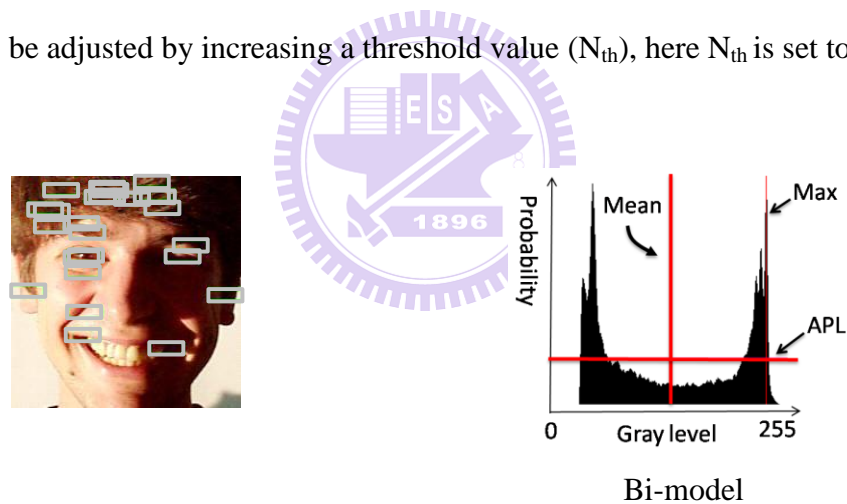 be adjusted by increasing a threshold value (Nth), here Nth is set to
E S A
1896
Probability
Mean
Max
APL
0
Gray level
255
Bi-model